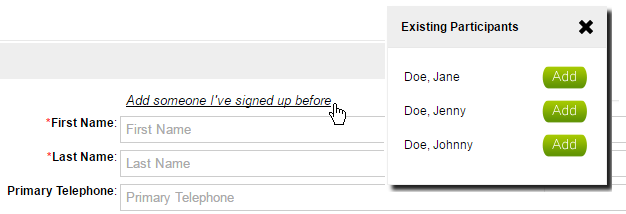 Existing Participants
Doe, Jane Add
Doe, Jenny Add
Doe, Johnny Add
Add someone I've signed up before
*First Name: First Name
*Last Name: Last Name
Primary Telephone: Primary Telephone